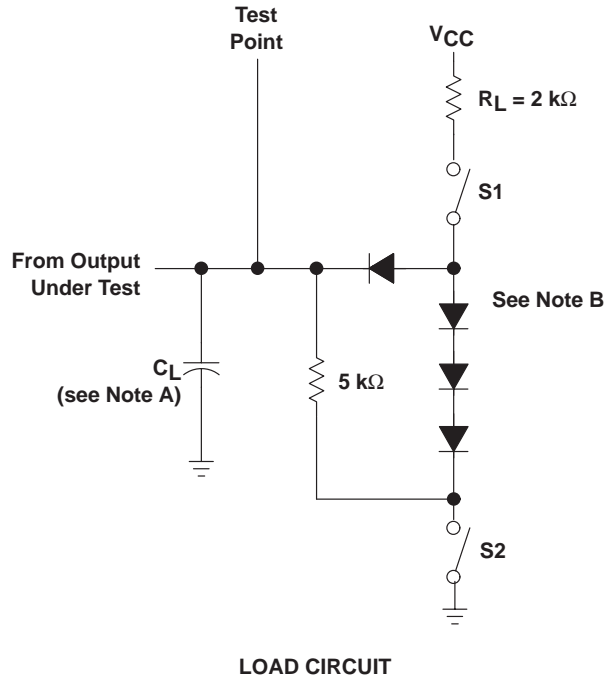 Test
Point
VCC
RL = 2 kΩ
S1
From Output
Under Test
See Note B
CL
(see Note A)
5 kΩ
S2
LOAD CIRCUIT